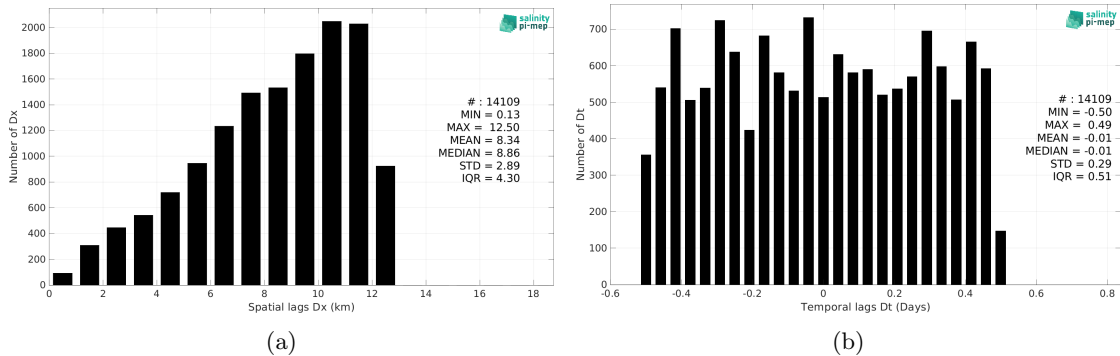 salinity
pi-mep
Number of Dx
2000
1800
1600
1400
1200
1000
800
600
400
200
0
# : 14109
MIN = 0.13
MAX = 12.50
MEAN = 8.34
MEDIAN = 8.86
STD = 2.89
IQR = 4.30
0 2 4 6 8 10 12 14 16 18
Spatial lags Dx (km)
(a)
salinity
pi-mep
Number of Dt
700
600
500
400
300
200
100
0
# : 14109
MIN = -0.50
MAX = 0.49
MEAN = -0.01
MEDIAN = -0.01
STD = 0.29
IQR = 0.51
-0.6 -0.4 -0.2 0 0.2 0.4 0.6 0.8
Temporal lags Dt (Days)
(b)